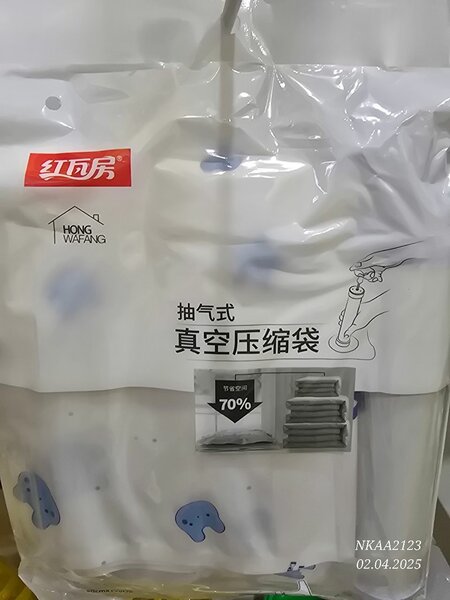 红瓦房®
HONG
WAFANG
抽气式
真空压缩袋
节省空间
70%
NKAA2123
02.04.2025